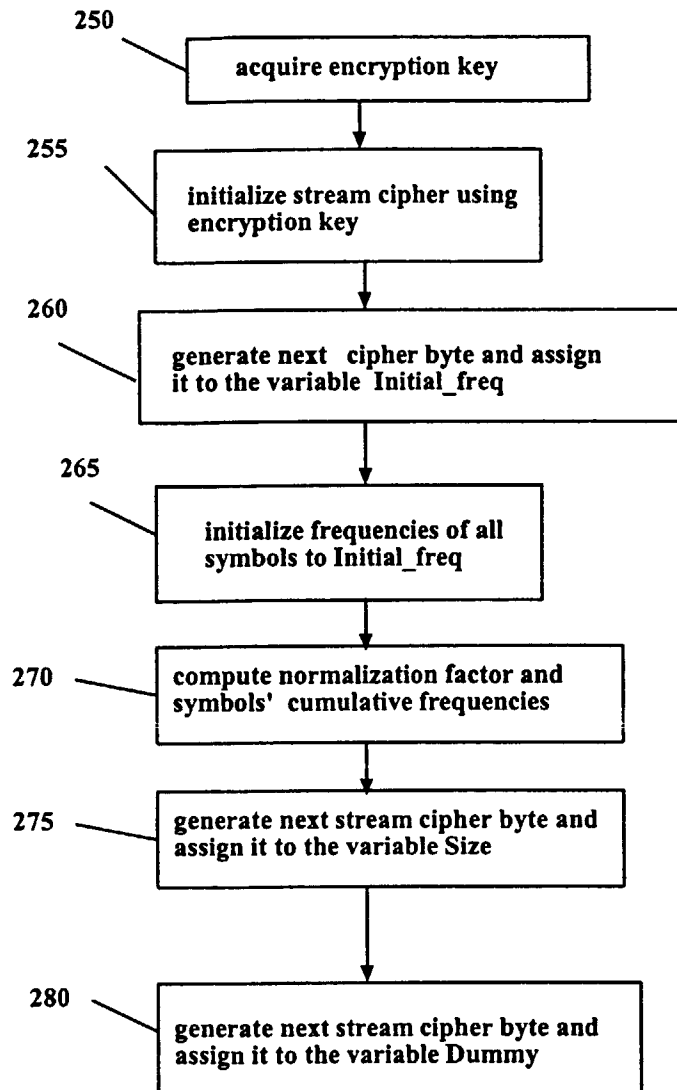 250
acquire encryption key
255
initialize stream cipher using
encryption key
260
generate next cipher byte and assign
it to the variable Initial_freq
265
initialize frequencies of all
symbols to Initial_freq
270
compute normalization factor and
symbols' cumulative frequencies
275
generate next stream cipher byte and
assign it to the variable Size
280
generate next stream cipher byte and
assign it to the variable Dummy